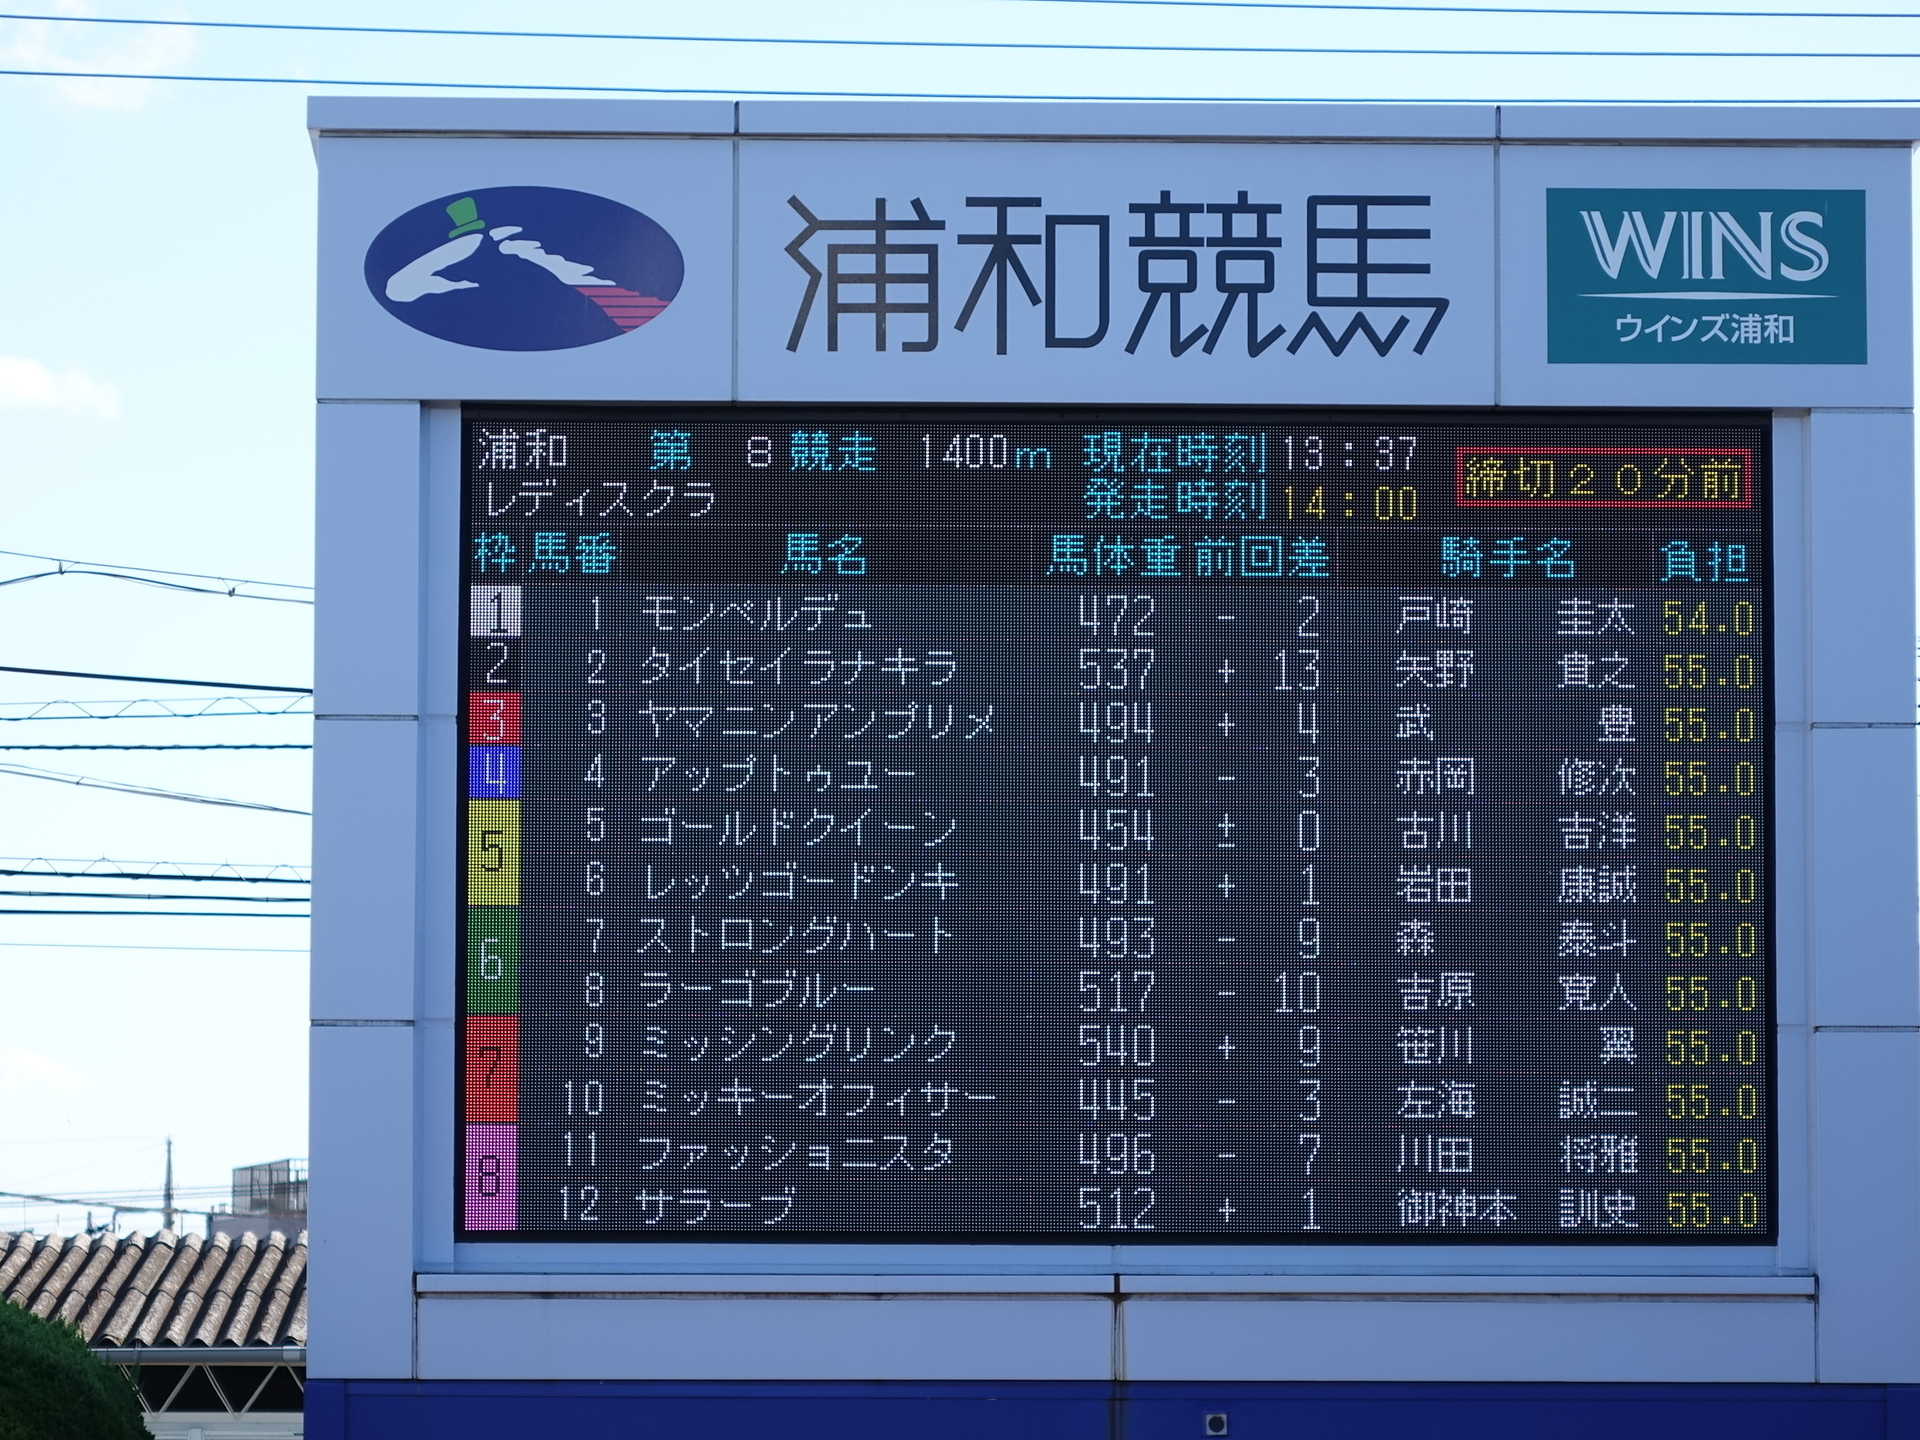 浦和競馬
WINS
ウインズ浦和
浦和 第 8 競走 1400m 現在時刻 13:37
締切20分前
レディスクラ 発走時刻 14:00
枠 馬番 馬名 馬体重 前回差 騎手名 負担
1 1 モンペルデュ 472 - 2 戸崎 圭太 54.0
2 2 タイセイラナキラ 537 + 13 矢野 貴之 55.0
3 3 ヤマニンアンプリメ 494 + 4 武 豊 55.0
4 4 アップトゥユー 491 - 3 赤岡 修次 55.0
5 5 ゴールドクイーン 454 ± 0 古川 吉洋 55.0
6 レッツゴードンキ 491 + 1 岩田 康誠 55.0
6 7 ストロングハート 493 - 9 森 泰斗 55.0
8 ラーゴブルー 517 - 10 吉原 寛人 55.0
7 9 ミッシングリンク 540 + 9 笹川 翼 55.0
10 ミッキーオフィサー 445 - 3 左海 誠二 55.0
8 11 ファッショニスタ 496 - 7 川田 将雅 55.0
12 サラーブ 512 + 1 御神本 訓史 55.0